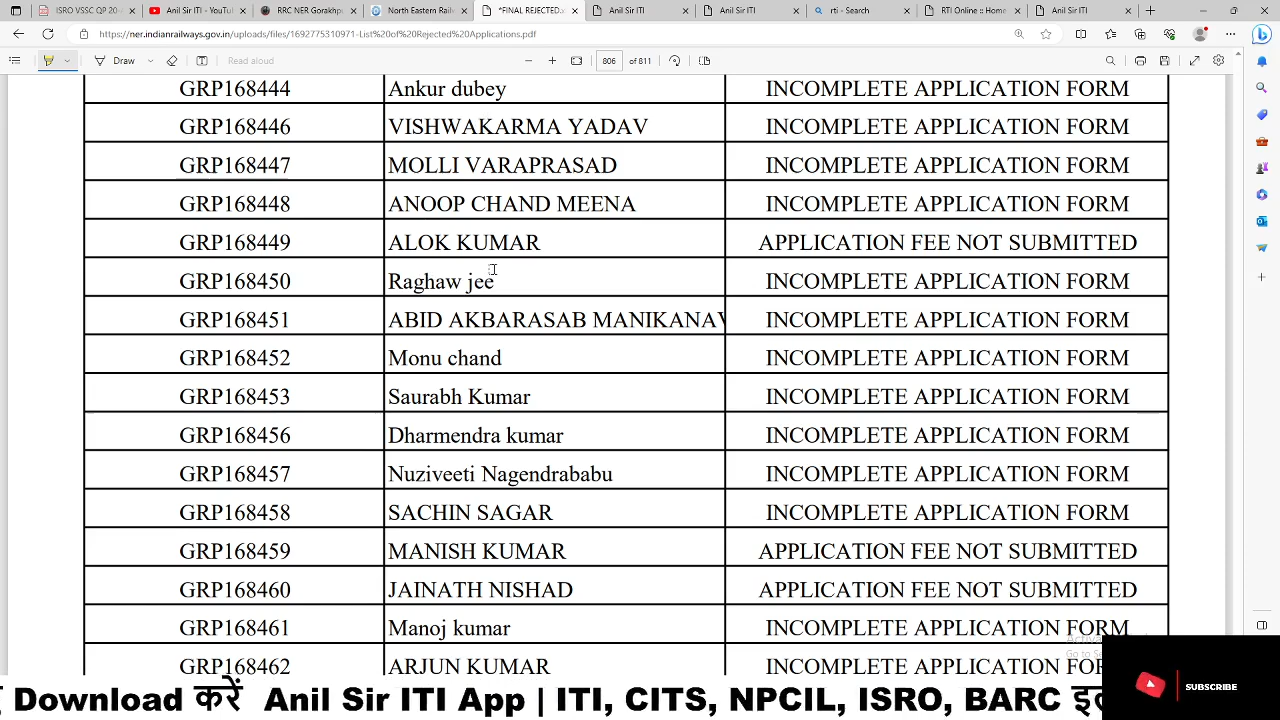 ISRO VSSC QP 20-
Anil Sir ITI - YouTu
RRC NER Gorakhp
North Eastern Raily
*FINAL REJECTED
Anil Sir ITI
Anil Sir ITI
rti - Search
RTI Online :: Home
Anil Sir ITI
https://ner.indianrailways.gov.in/uploads/files/1692775310971-List%20of%20Rejected%20Applications.pdf
Draw
Read aloud
806 of 811
GRP168444 Ankur dubey INCOMPLETE APPLICATION FORM
GRP168446 VISHWAKARMA YADAV INCOMPLETE APPLICATION FORM
GRP168447 MOLLI VARAPRASAD INCOMPLETE APPLICATION FORM
GRP168448 ANOOP CHAND MEENA INCOMPLETE APPLICATION FORM
GRP168449 ALOK KUMAR APPLICATION FEE NOT SUBMITTED
GRP168450 Raghaw jee INCOMPLETE APPLICATION FORM
GRP168451 ABID AKBARASAB MANIKANAV INCOMPLETE APPLICATION FORM
GRP168452 Monu chand INCOMPLETE APPLICATION FORM
GRP168453 Saurabh Kumar INCOMPLETE APPLICATION FORM
GRP168456 Dharmendra kumar INCOMPLETE APPLICATION FORM
GRP168457 Nuziveeti Nagendrababu INCOMPLETE APPLICATION FORM
GRP168458 SACHIN SAGAR INCOMPLETE APPLICATION FORM
GRP168459 MANISH KUMAR APPLICATION FEE NOT SUBMITTED
GRP168460 JAINATH NISHAD APPLICATION FEE NOT SUBMITTED
GRP168461 Manoj kumar INCOMPLETE APPLICATION FORM
GRP168462 ARJUN KUMAR INCOMPLETE APPLICATION FOR
Go to Se
SUBSCRIBE
Download करें Anil Sir ITI App | ITI, CITS, NPCIL, ISRO, BARC